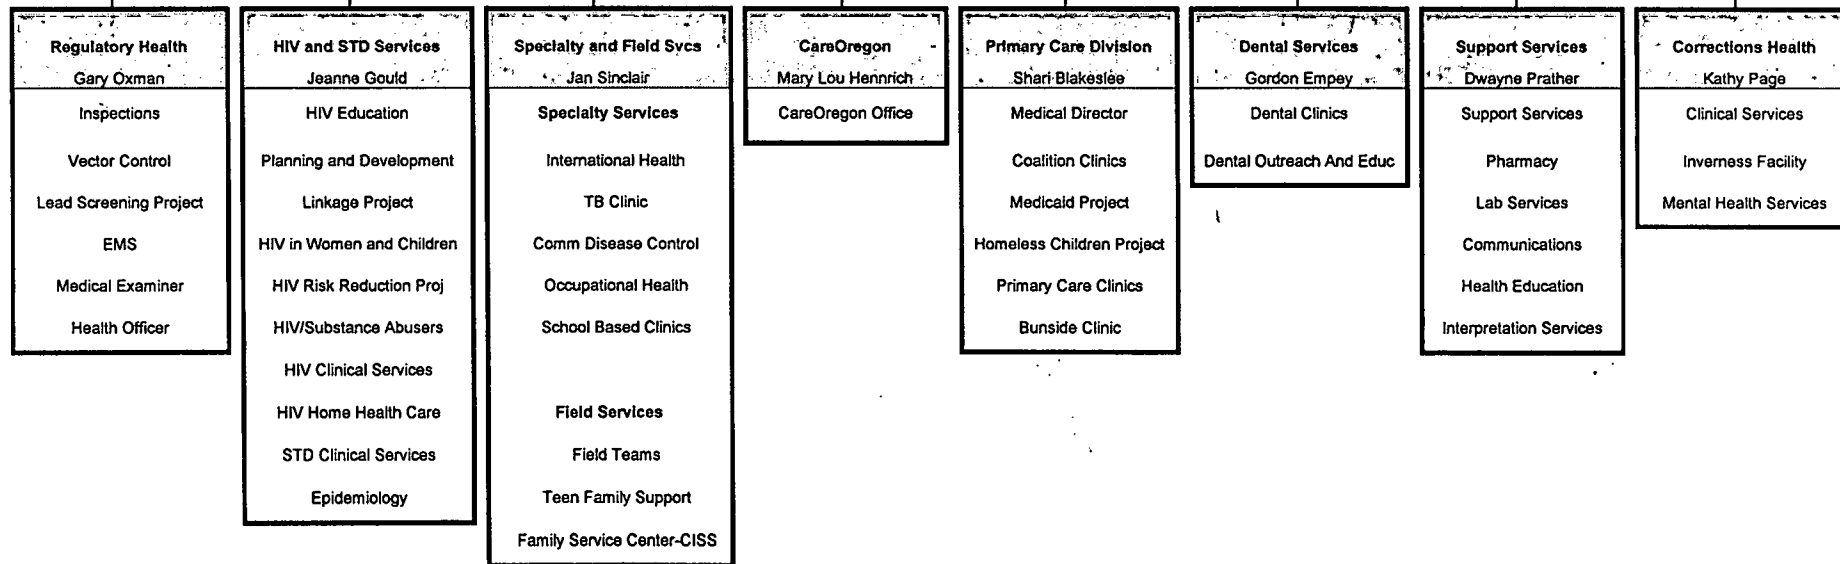 Regulatory Health
Gary Oxman
Inspections
Vector Control
Lead Screening Project
EMS
Medical Examiner
Health Officer
HIV and STD Services
Jeanne Gould
HIV Education
Planning and Development
Linkage Project
HIV in Women and Children
HIV Risk Reduction Proj
HIV/Substance Abusers
HIV Clinical Services
HIV Home Health Care
STD Clinical Services
Epidemiology
Specialty and Field Svcs
Jan Sinclair
Specialty Services
International Health
TB Clinic
Comm Disease Control
Occupational Health
School Based Clinics
Field Services
Field Teams
Teen Family Support
Family Service Center-CISS
CareOregon
Mary Lou Hennrich
CareOregon Office
Primary Care Division
Shari Blakeslee
Medical Director
Coalition Clinics
Medicaid Project
Homeless Children Project
Primary Care Clinics
Bunside Clinic
Dental Services
Gordon Empey
Dental Clinics
Dental Outreach And Educ
Support Services
Dwayne Prather
Support Services
Pharmacy
Lab Services
Communications
Health Education
Interpretation Services
Corrections Health
Kathy Page
Clinical Services
Inverness Facility
Mental Health Services